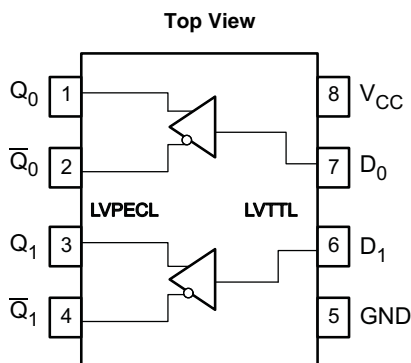 Top View
Q0 1 8 VCC
Q̅0 2 7 D0
LVPECL LVTTL
Q1 3 6 D1
Q̅1 4 5 GND